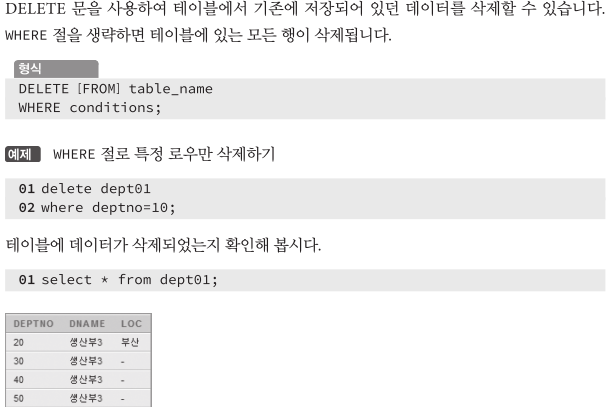 DELETE 문을 사용하여 테이블에서 기존에 저장되어 있던 데이터를 삭제할 수 있습니다.
WHERE 절을 생략하면 테이블에 있는 모든 행이 삭제됩니다.
형식
DELETE [FROM] table_name
WHERE conditions;
예제 WHERE 절로 특정 로우만 삭제하기
01 delete dept01
02 where deptno=10;
테이블에 데이터가 삭제되었는지 확인해 봅시다.
01 select * from dept01;
DEPTNO DNAME LOC
20 생산부3 부산
30 생산부3 -
40 생산부3 -
50 생산부3 -